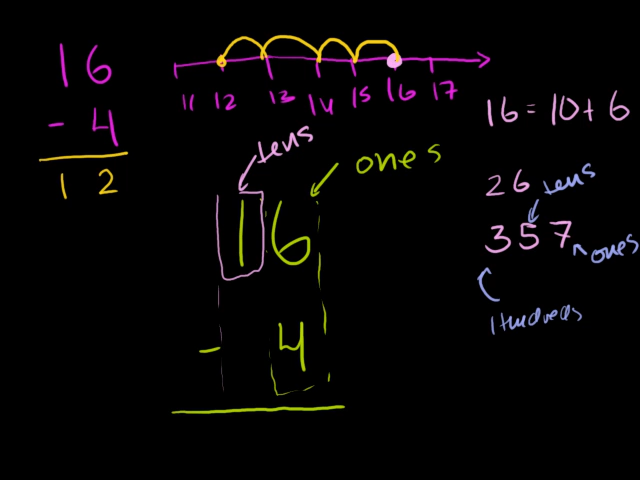 16
- 4
12
11 12 13 14 15 16 17
tens
ones
16
- 4
16 = 10 + 6
26
tens
357
ones
Hundreds